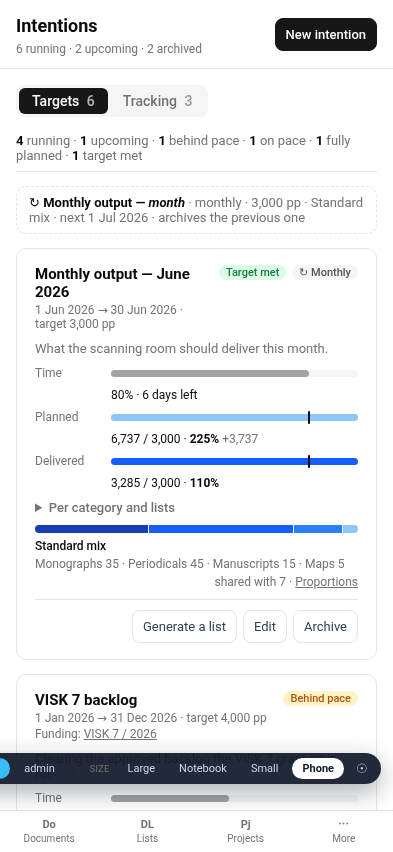 Intentions
6 running · 2 upcoming · 2 archived
New intention
Targets 6 Tracking 3
4 running · 1 upcoming · 1 behind pace · 1 on pace · 1 fully
planned · 1 target met
↻ Monthly output — month · monthly · 3,000 pp · Standard
mix · next 1 Jul 2026 · archives the previous one
Monthly output — June
2026
Target met
↻ Monthly
1 Jun 2026 → 30 Jun 2026 ·
target 3,000 pp
What the scanning room should deliver this month.
Time
80% · 6 days left
Planned
6,737 / 3,000 · 225% +3,737
Delivered
3,285 / 3,000 · 110%
▶ Per category and lists
Standard mix
Monographs 35 · Periodicals 45 · Manuscripts 15 · Maps 5
shared with 7 · Proportions
Generate a list
Edit
Archive
VISK 7 backlog
Behind pace
1 Jan 2026 → 31 Dec 2026 · target 4,000 pp
Funding: VISK 7 / 2026
admin SIZE Large Notebook Small Phone
Time
Do DL Pj ···
Documents Lists Projects More